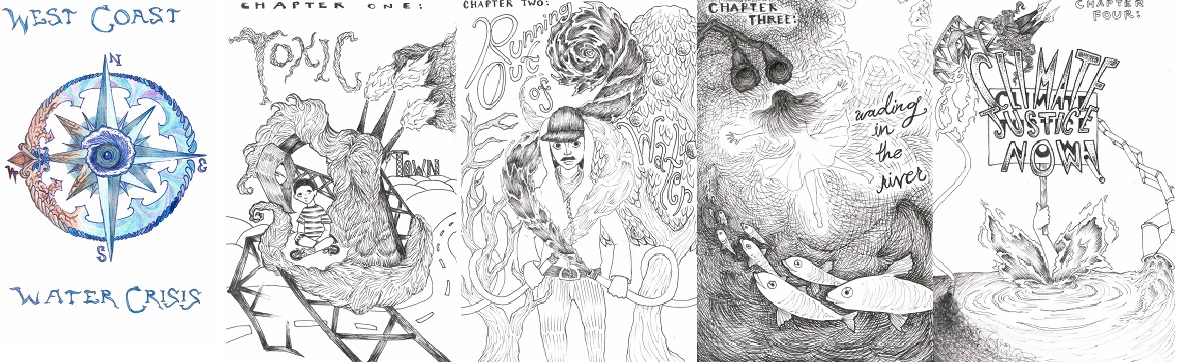 WEST COAST
N
W
E
S
WATER CRISIS
CHAPTER ONE:
TOXIC
TOWN
CHAPTER TWO:
Running
Out
of
Watch
CHAPTER
THREE:
wading
in
the
river
CHAPTER
FOUR:
CLIMATE
JUSTICE
NOW!